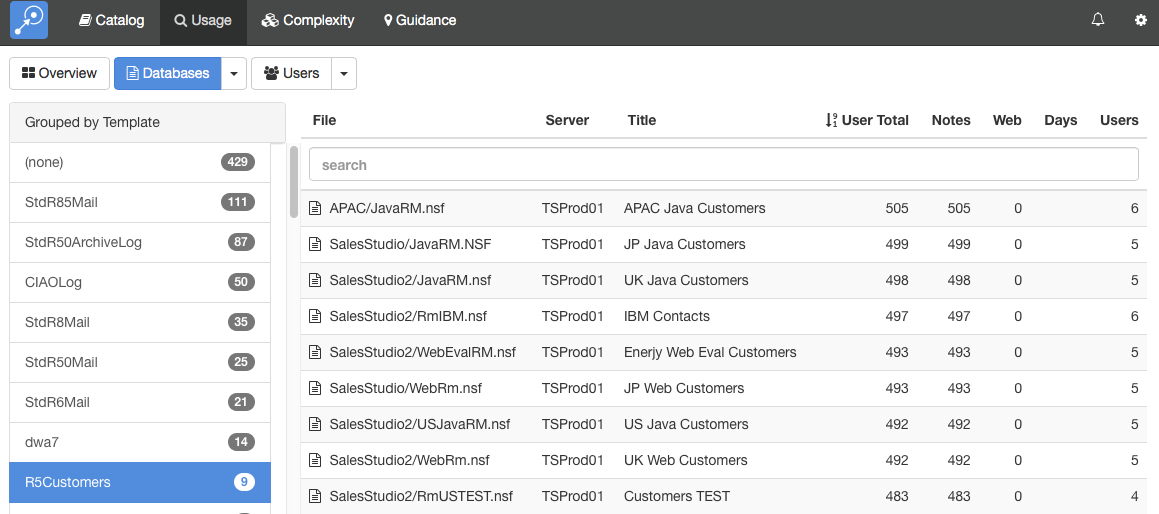 Catalog Usage Complexity Guidance
Overview Databases Users
Grouped by Template
(none) 429
StdR85Mail 111
StdR50ArchiveLog 87
CIAOLog 50
StdR8Mail 35
StdR50Mail 25
StdR6Mail 21
dwa7 14
R5Customers 9
File Server Title User Total Notes Web Days Users
search
APAC/JavaRM.nsf TSProd01 APAC Java Customers 505 505 0 6
SalesStudio/JavaRM.NSF TSProd01 JP Java Customers 499 499 0 5
SalesStudio2/JavaRM.nsf TSProd01 UK Java Customers 498 498 0 5
SalesStudio2/RmIBM.nsf TSProd01 IBM Contacts 497 497 0 6
SalesStudio2/WebEvalRM.nsf TSProd01 Enerjy Web Eval Customers 493 493 0 5
SalesStudio/WebRm.nsf TSProd01 JP Web Customers 493 493 0 5
SalesStudio2/USJavaRM.nsf TSProd01 US Java Customers 492 492 0 5
SalesStudio2/WebRm.nsf TSProd01 UK Web Customers 492 492 0 5
SalesStudio2/RmUSTEST.nsf TSProd01 Customers TEST 483 483 0 4